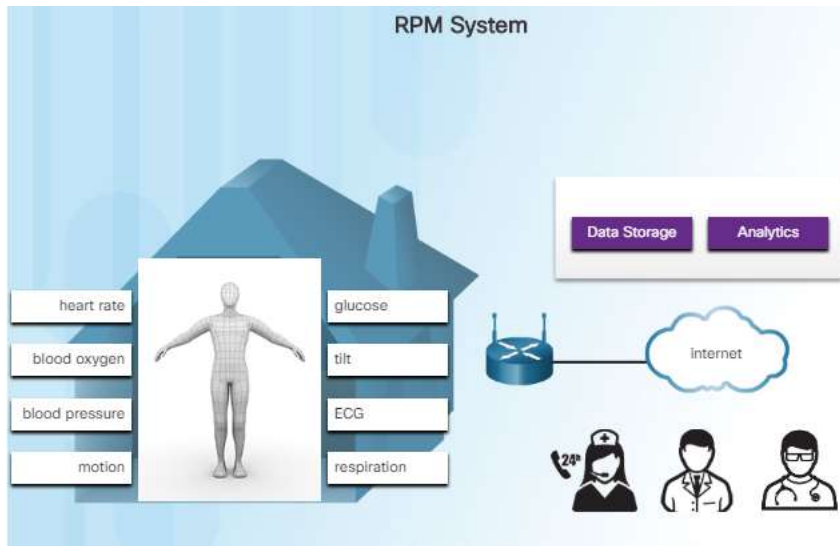 RPM System
Data Storage
Analytics
heart rate
glucose
blood oxygen
tilt
internet
blood pressure
ECG
motion
respiration
24h